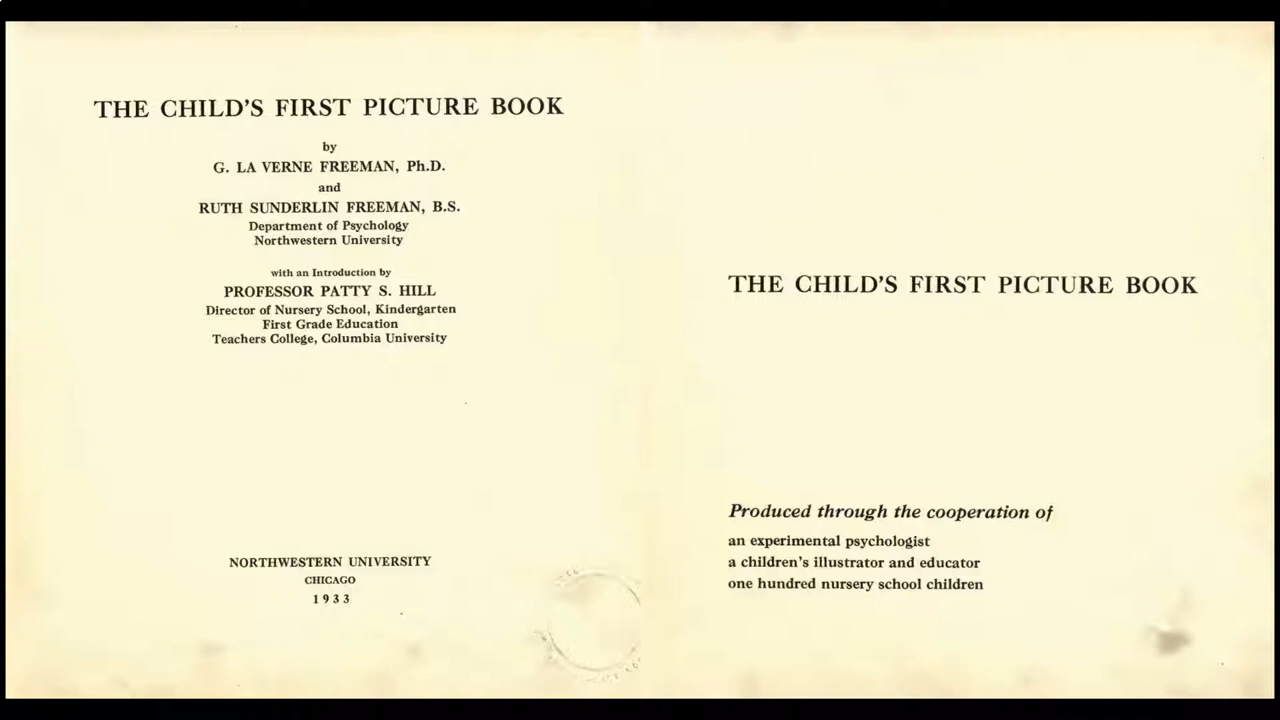 THE CHILD'S FIRST PICTURE BOOK
by
G. LA VERNE FREEMAN, Ph.D.
and
RUTH SUNDERLIN FREEMAN, B.S.
Department of Psychology
Northwestern University
with an Introduction by
PROFESSOR PATTY S. HILL
Director of Nursery School, Kindergarten
First Grade Education
Teachers College, Columbia University
NORTHWESTERN UNIVERSITY
CHICAGO
1933
THE CHILD'S FIRST PICTURE BOOK
Produced through the cooperation of
an experimental psychologist
a children's illustrator and educator
one hundred nursery school children